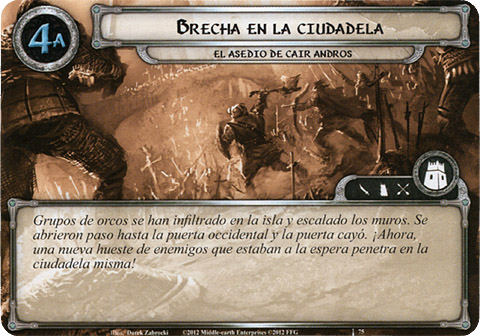 4A
Brecha en la ciudadela
El asedio de Cair Andros
Grupos de orcos se han infiltrado en la isla y escalado los muros. Se
abrieron paso hasta la puerta occidental y la puerta cayó. ¡Ahora,
una nueva hueste de enemigos que estaban a la espera penetra en la
ciudadela misma!
Illus. Darek Zabrocki ©2012 Middle-earth Enterprises ©2012 FFG 75